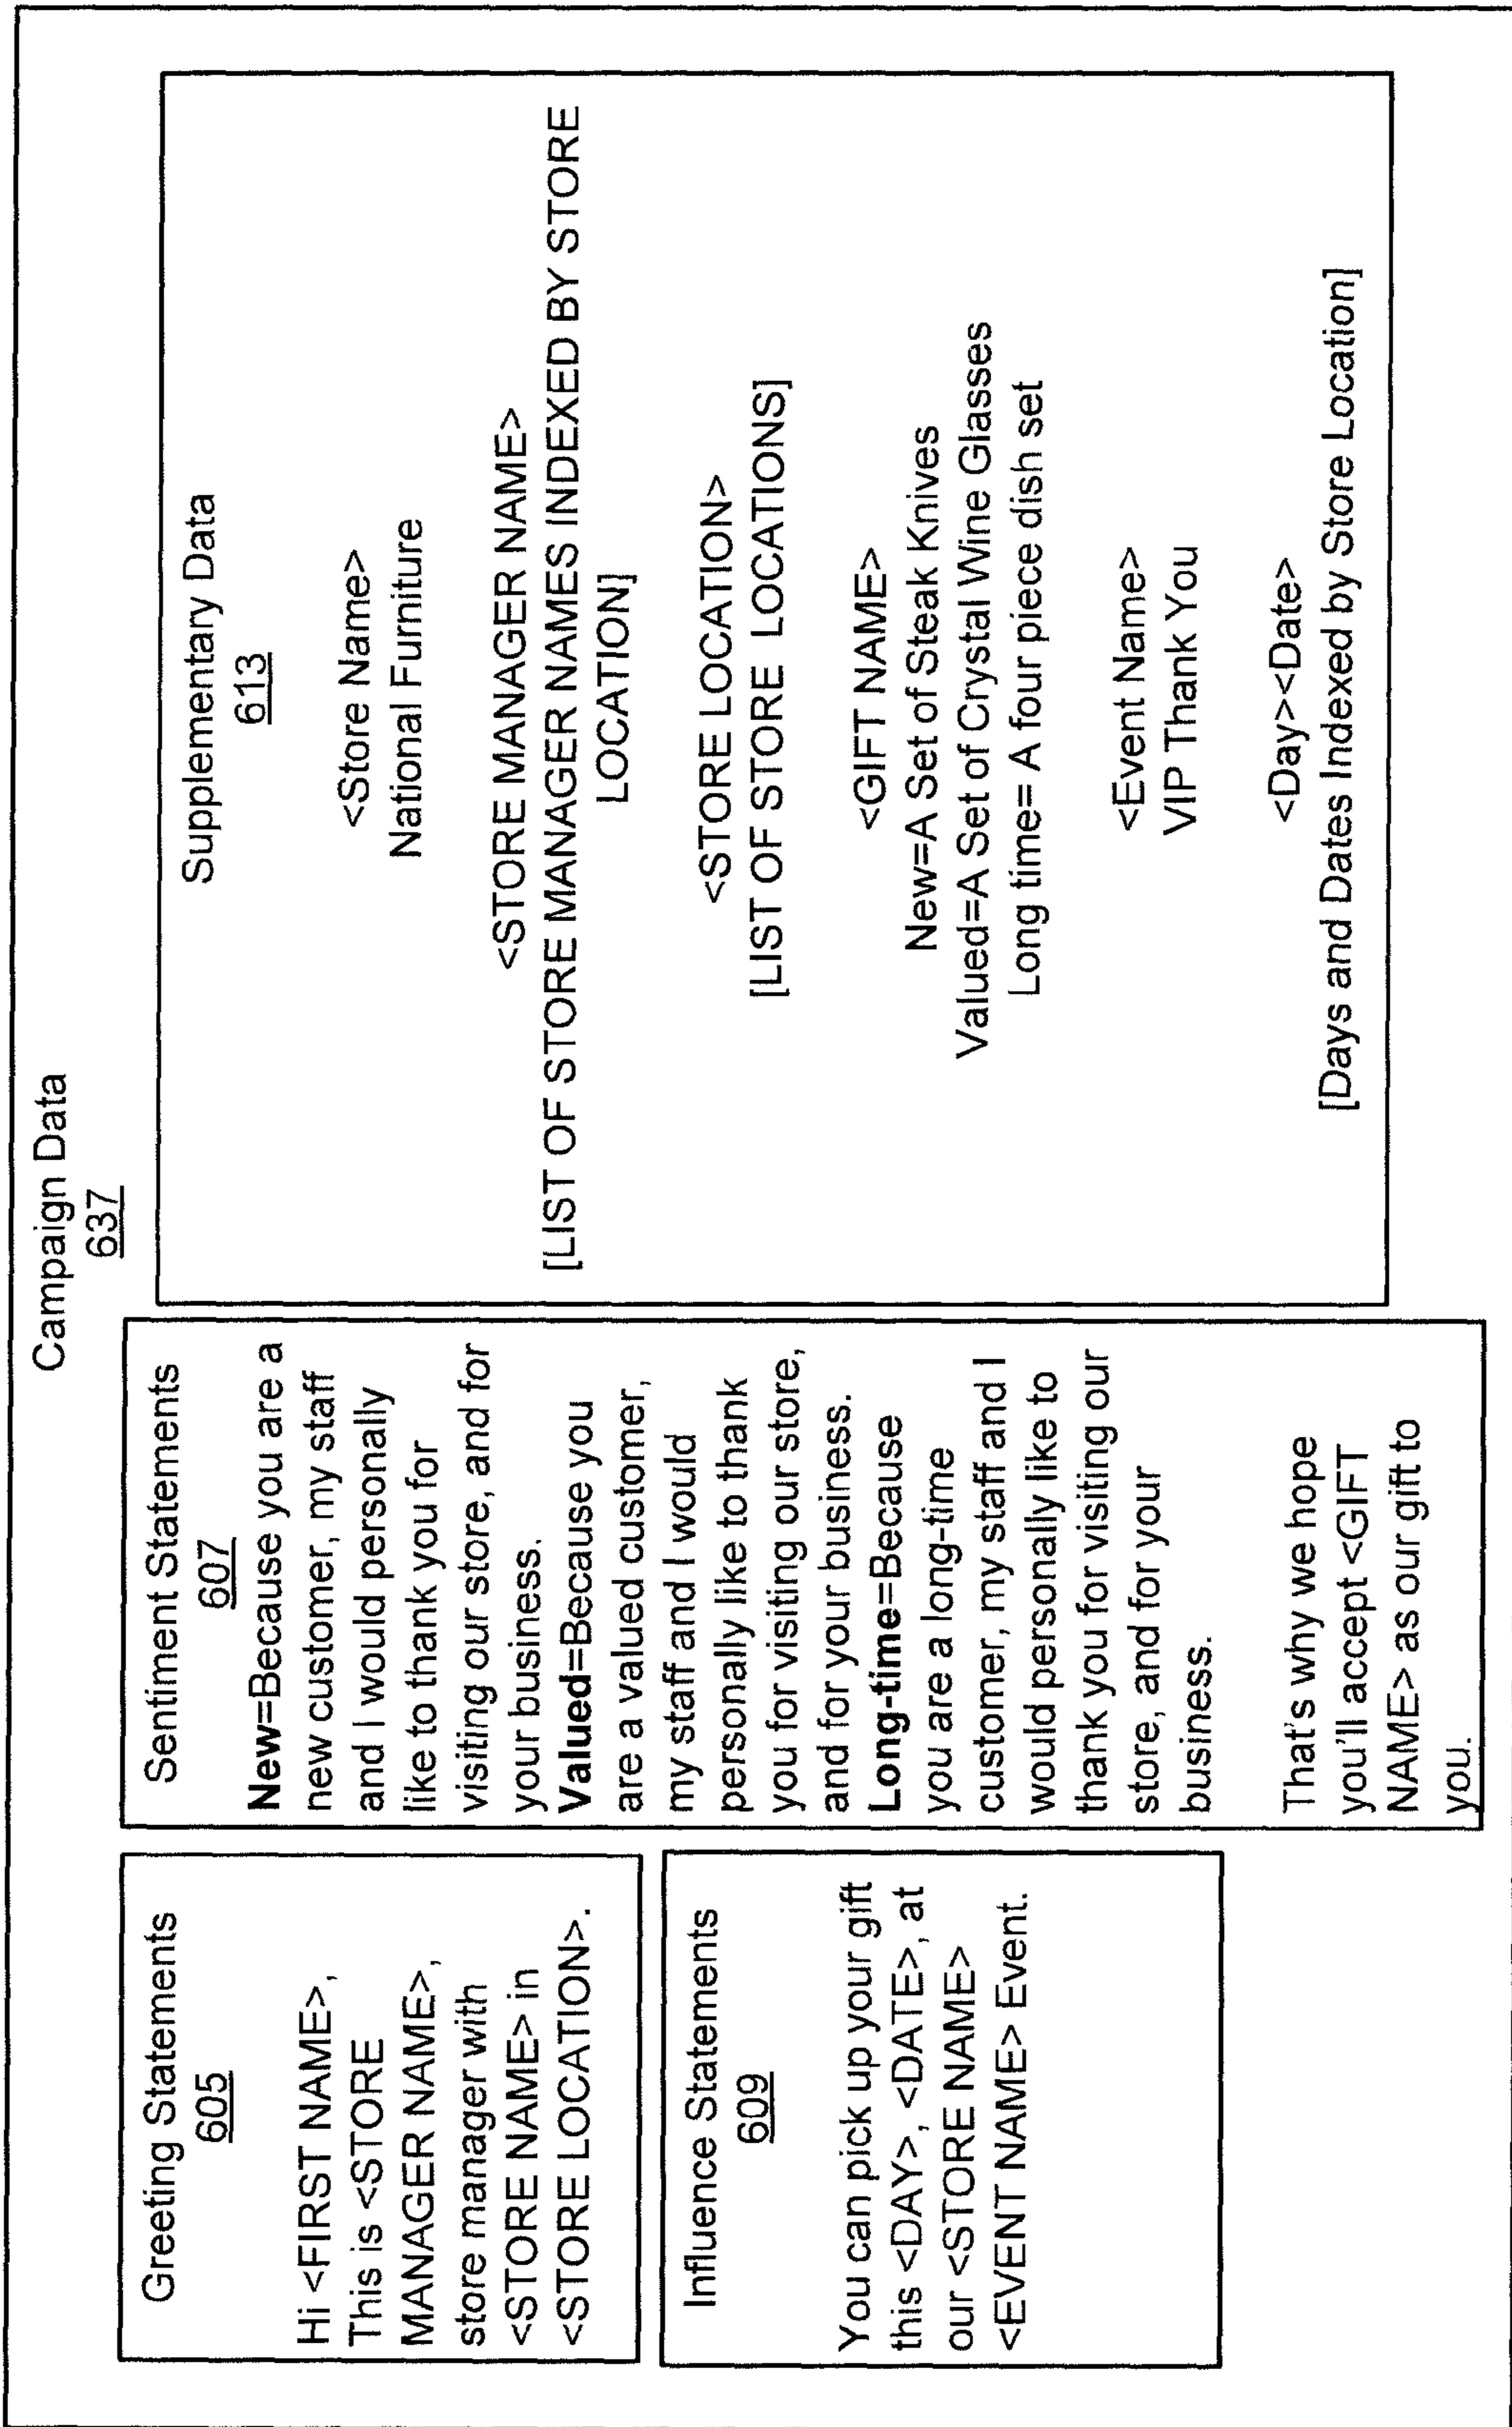 Campaign Data
637
Greeting Statements
605
Hi <FIRST NAME>,
This is <STORE
MANAGER NAME>,
store manager with
<STORE NAME> in
<STORE LOCATION>.
Influence Statements
609
You can pick up your gift
this <DAY>, <DATE>, at
our <STORE NAME>
<EVENT NAME> Event.
Sentiment Statements
607
New=Because you are a
new customer, my staff
and I would personally
like to thank you for
visiting our store, and for
your business.
Valued=Because you
are a valued customer,
my staff and I would
personally like to thank
you for visiting our store,
and for your business.
Long-time=Because
you are a long-time
customer, my staff and I
would personally like to
thank you for visiting our
store, and for your
business.
That's why we hope
you'll accept <GIFT
NAME> as our gift to
you.
Supplementary Data
613
<Store Name>
National Furniture
<STORE MANAGER NAME>
[LIST OF STORE MANAGER NAMES INDEXED BY STORE
LOCATION]
<STORE LOCATION>
[LIST OF STORE LOCATIONS]
<GIFT NAME>
New=A Set of Steak Knives
Valued=A Set of Crystal Wine Glasses
Long time= A four piece dish set
<Event Name>
VIP Thank You
<Day><Date>
[Days and Dates Indexed by Store Location]